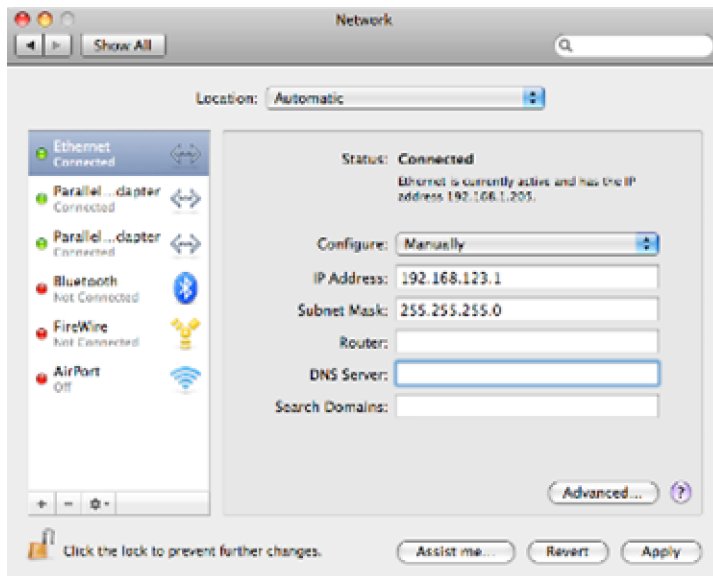 Network
Show All
Location: Automatic
Ethernet
Connected
Parallel...dapter
Connected
Parallel...dapter
Connected
Bluetooth
Not Connected
FireWire
Not Connected
AirPort
Off
Status: Connected
Ethernet is currently active and has the IP
address 192.168.1.205.
Configure: Manually
IP Address: 192.168.123.1
Subnet Mask: 255.255.255.0
Router:
DNS Server:
Search Domains:
Advanced... ?
+ −
Click the lock to prevent further changes.
Assist me... Revert Apply